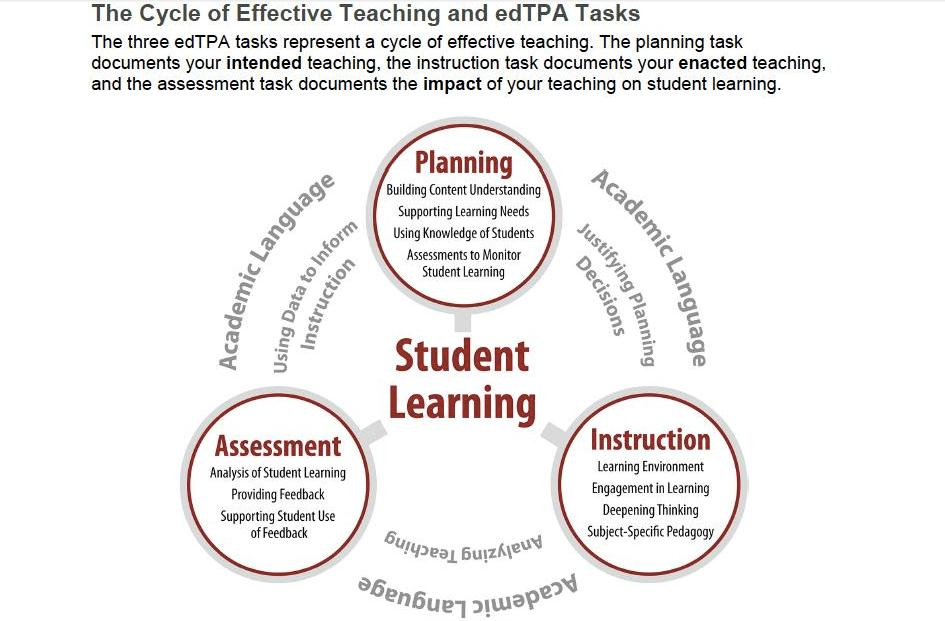 The Cycle of Effective Teaching and edTPA Tasks
The three edTPA tasks represent a cycle of effective teaching. The planning task
documents your intended teaching, the instruction task documents your enacted teaching,
and the assessment task documents the impact of your teaching on student learning.
Planning
Building Content Understanding
Supporting Learning Needs
Using Knowledge of Students
Assessments to Monitor
Student Learning
Academic Language
Using Data to Inform
Instruction
Academic Language
Justifying Planning
Decisions
Student
Learning
Assessment
Analysis of Student Learning
Providing Feedback
Supporting Student Use
of Feedback
Instruction
Learning Environment
Engagement in Learning
Deepening Thinking
Subject-Specific Pedagogy
Analyzing Teaching
Academic Language